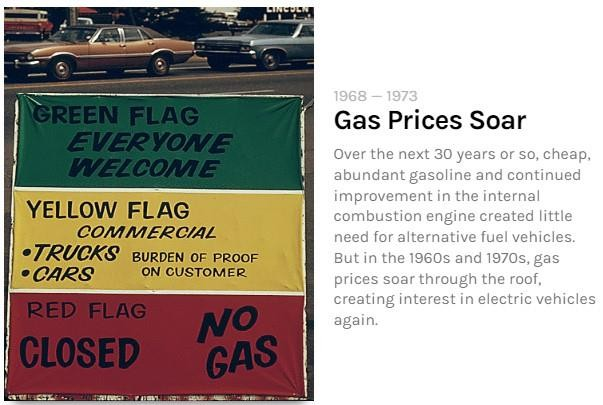 LINCOLN
GREEN FLAG
EVERYONE
WELCOME
YELLOW FLAG
COMMERCIAL
•TRUCKS BURDEN OF PROOF
•CARS ON CUSTOMER
RED FLAG
CLOSED
NO
GAS
1968 — 1973
Gas Prices Soar
Over the next 30 years or so, cheap,
abundant gasoline and continued
improvement in the internal
combustion engine created little
need for alternative fuel vehicles.
But in the 1960s and 1970s, gas
prices soar through the roof,
creating interest in electric vehicles
again.